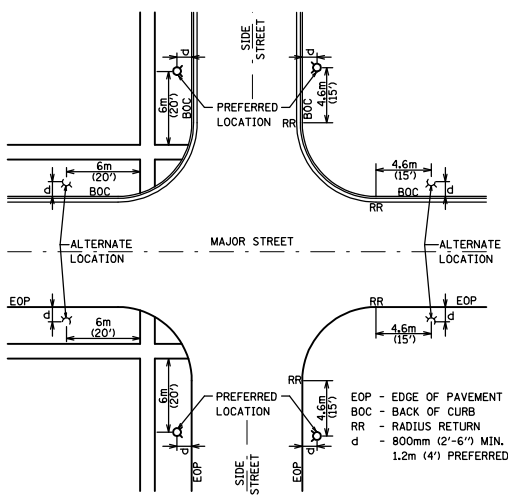 SIDE
STREET
d
d
6m
(20')
BOC
PREFERRED
LOCATION
BOC
4.6m
(15')
RR
6m
(20')
4.6m
(15')
d
BOC
BOC
d
RR
ALTERNATE
LOCATION
MAJOR STREET
ALTERNATE
LOCATION
EOP
RR
EOP
d
d
6m
(20')
4.6m
(15')
6m
(20')
PREFERRED
LOCATION
RR
4.6m
(15')
d
d
EOP
SIDE
STREET
EOP
EOP - EDGE OF PAVEMENT
BOC - BACK OF CURB
RR - RADIUS RETURN
d - 800mm (2'-6") MIN.
1.2m (4') PREFERRED